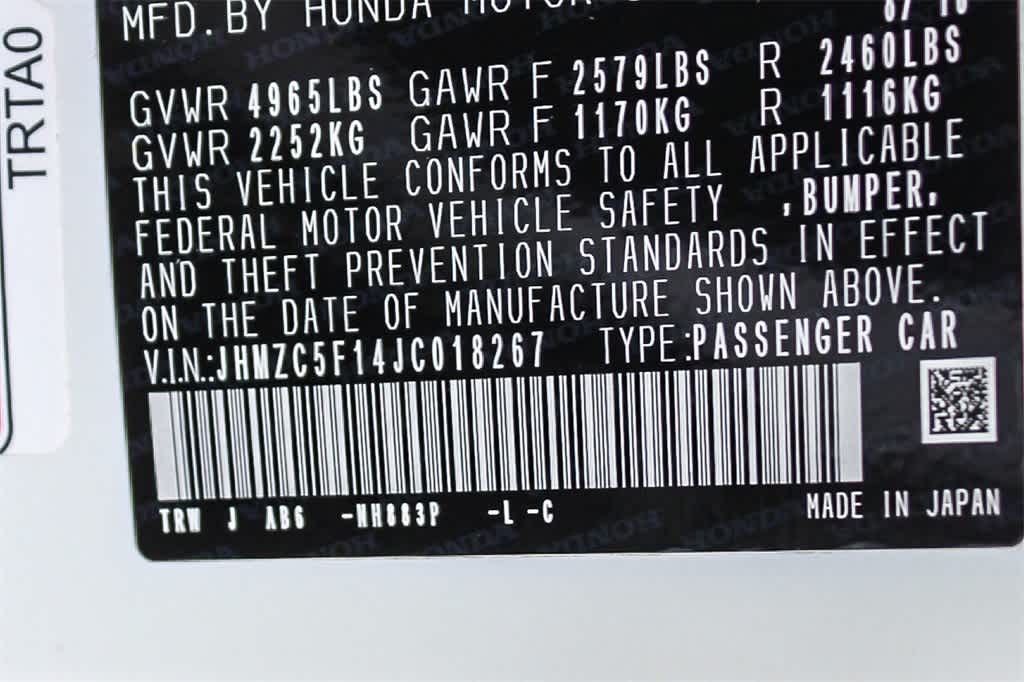 MFD. BY HONDA MOTOR
GVWR 4965LBS GAWR F 2579LBS R 2460LBS
GVWR 2252KG GAWR F 1170KG R 1116KG
THIS VEHICLE CONFORMS TO ALL APPLICABLE
FEDERAL MOTOR VEHICLE SAFETY ,BUMPER,
AND THEFT PREVENTION STANDARDS IN EFFECT
ON THE DATE OF MANUFACTURE SHOWN ABOVE.
V.I.N.:JHMZC5F14JC018267 TYPE:PASSENGER CAR
TRW J AB6 -NH883P -L -C
MADE IN JAPAN
TRTA0